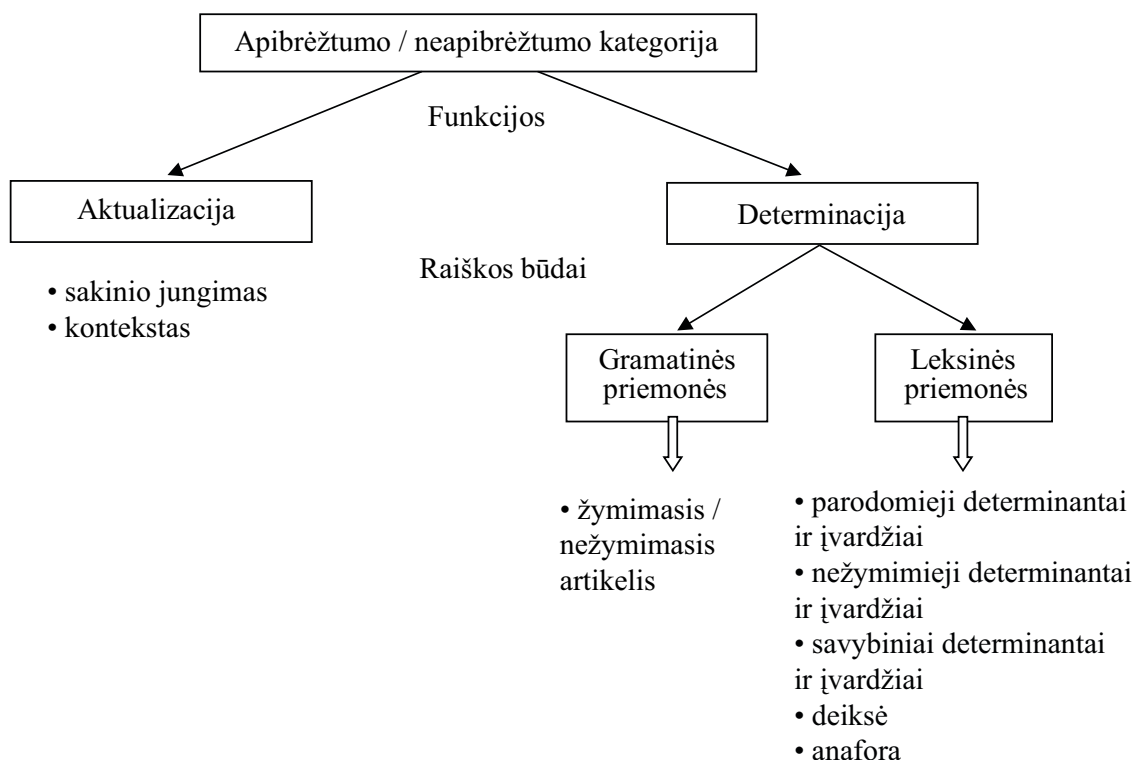 Apibrėžtumo / neapibrėžtumo kategorija
Funkcijos
Aktualizacija
Determinacija
Raiškos būdai
• sakinio jungimas
• kontekstas
Gramatinės
priemonės
Leksinės
priemonės
• žymimasis /
nežymimasis
artikelis
• parodomieji determinantai
ir įvardžiai
• nežymimieji determinantai
ir įvardžiai
• savybiniai determinantai
ir įvardžiai
• deiksė
• anafora